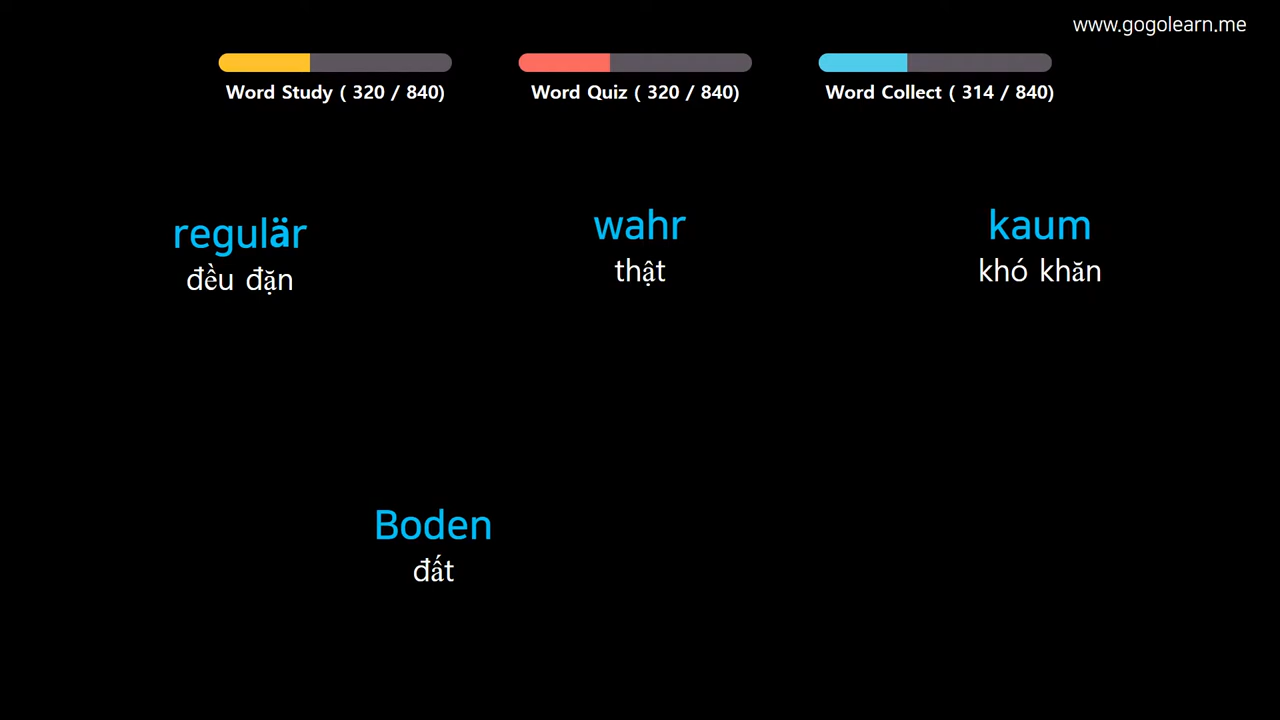 www.gogolearn.me
Word Study ( 320 / 840)
Word Quiz ( 320 / 840)
Word Collect ( 314 / 840)
regulär
đều đặn
wahr
thật
kaum
khó khăn
Boden
đất